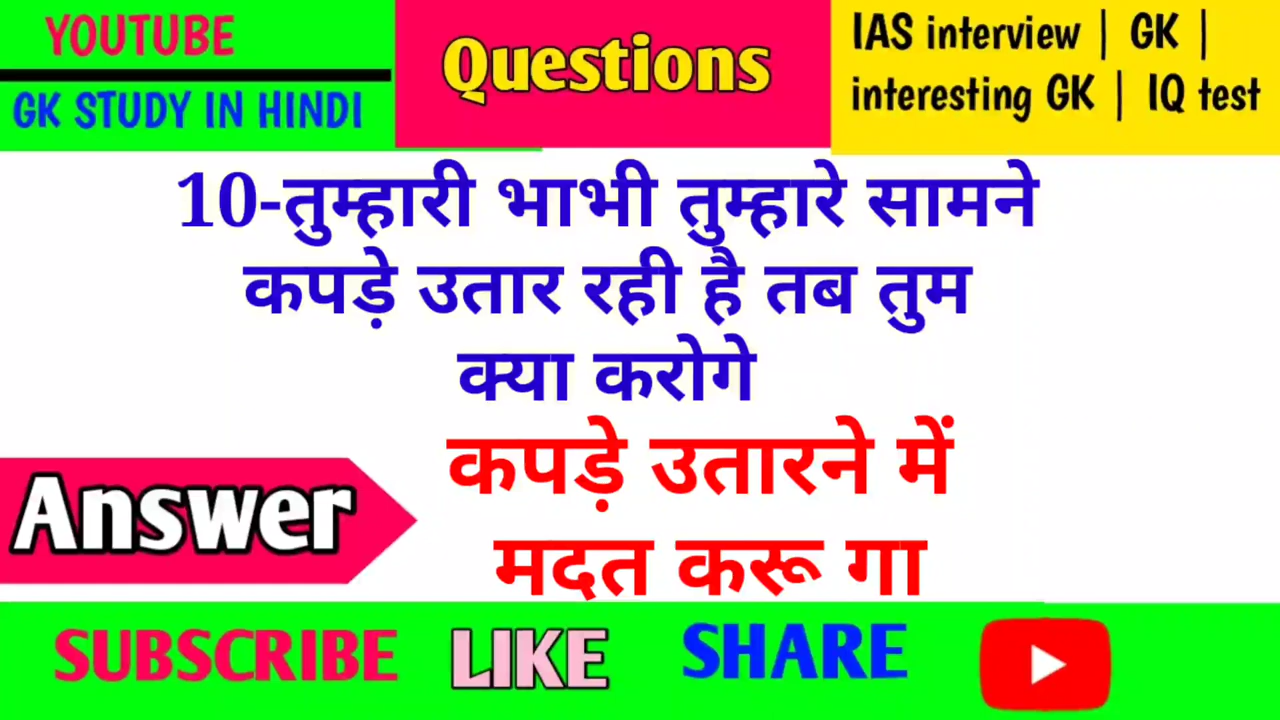 YOUTUBE
GK STUDY IN HINDI
Questions
IAS interview | GK |
interesting GK | IQ test
10-तुम्हारी भाभी तुम्हारे सामने
कपड़े उतार रही है तब तुम
क्या करोगे
Answer
कपड़े उतारने में
मदत करू गा
SUBSCRIBE LIKE SHARE